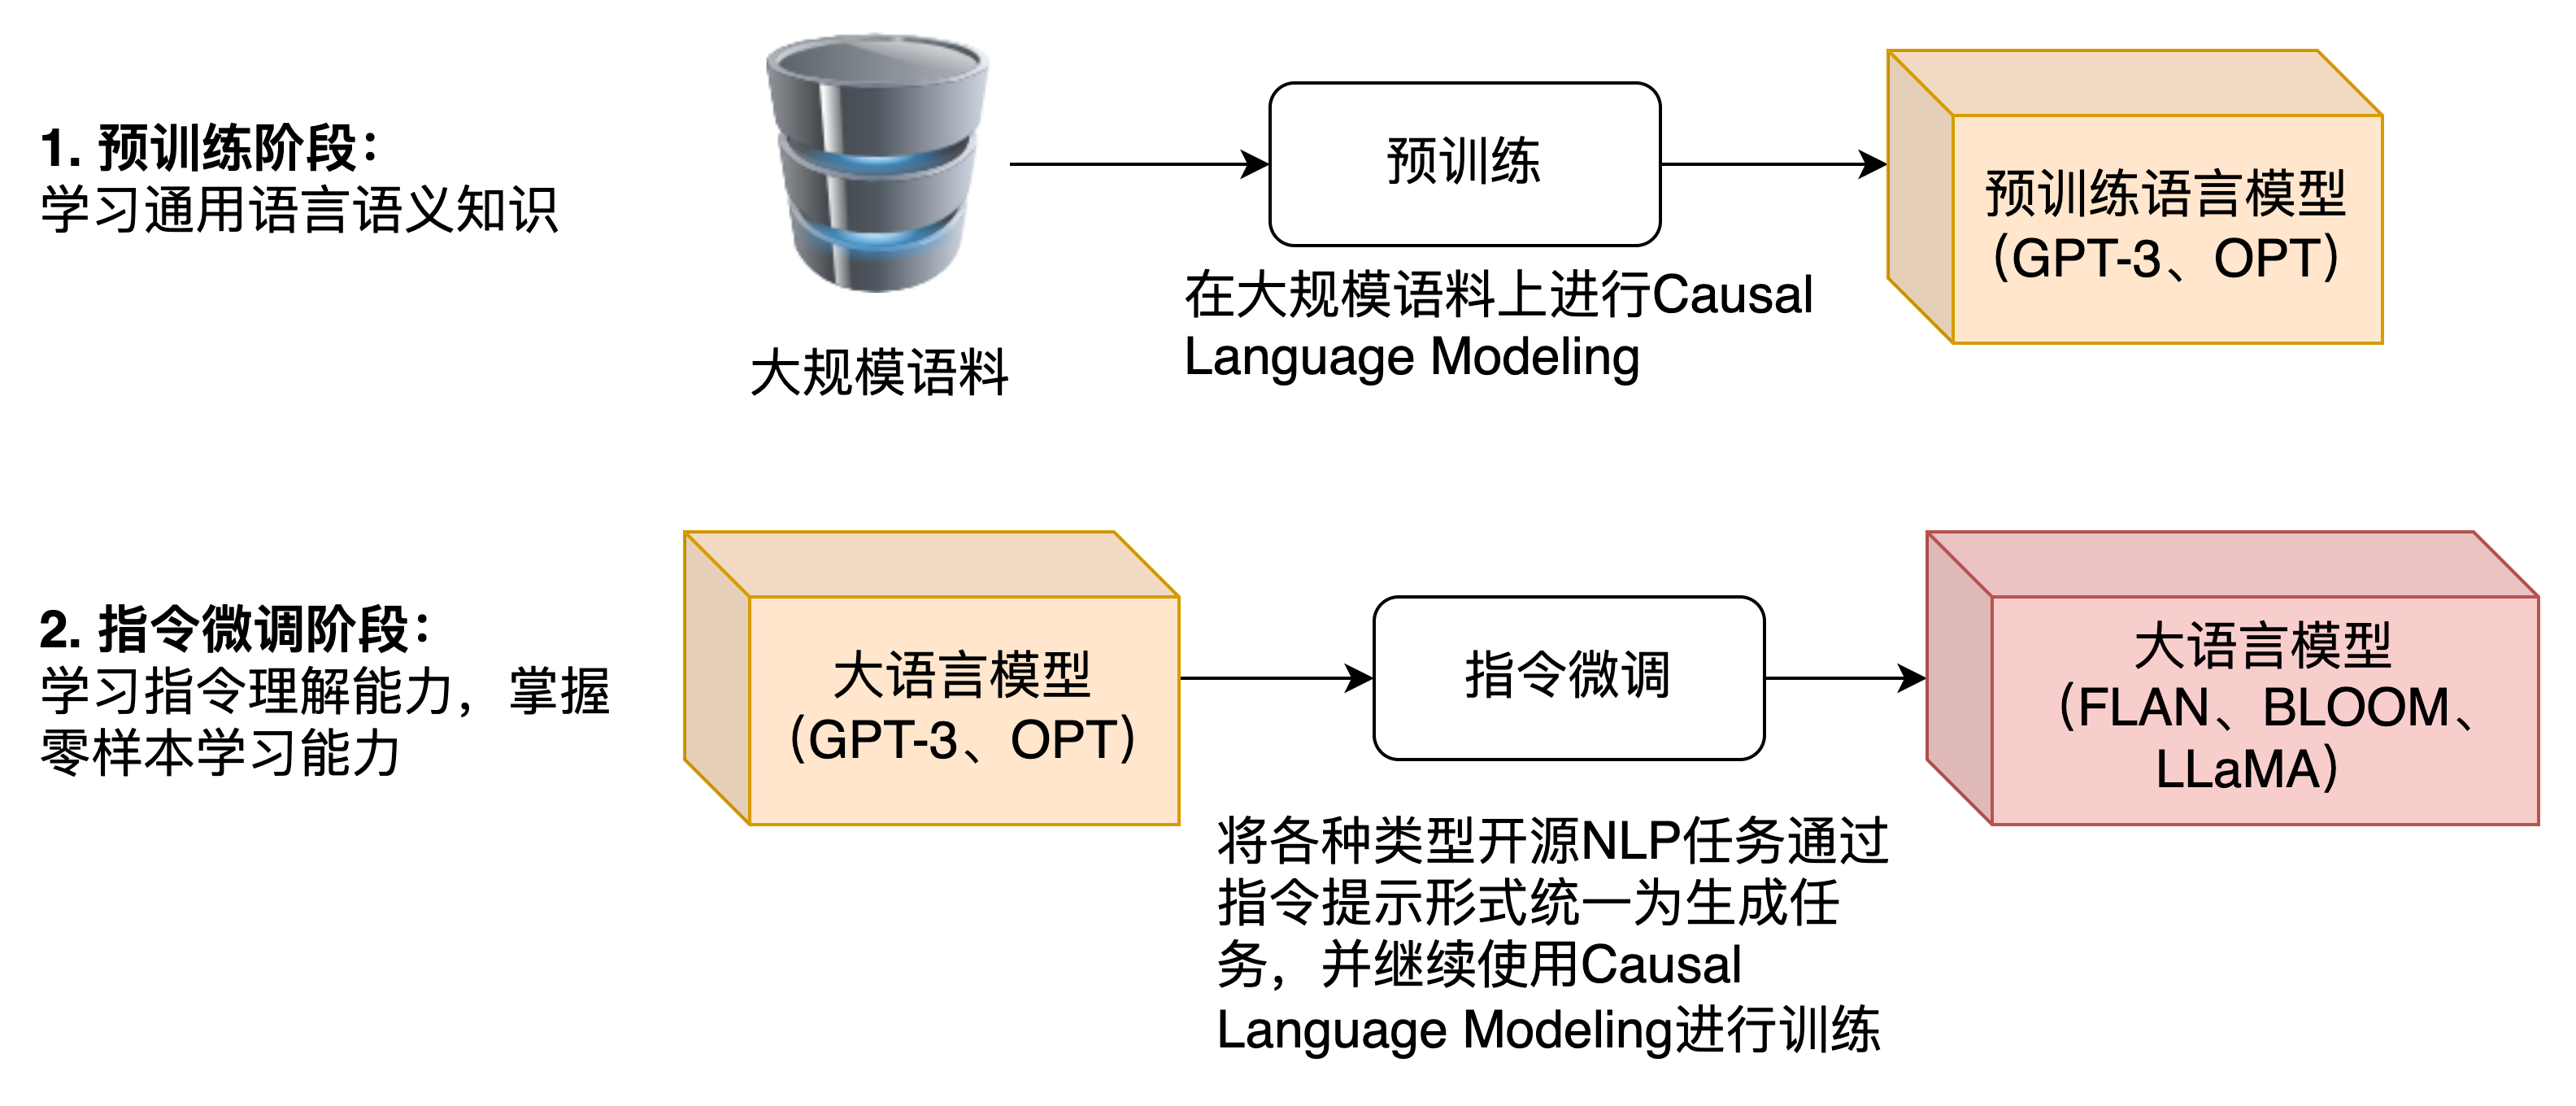 1. 预训练阶段：
学习通用语言语义知识
大规模语料
预训练
在大规模语料上进行Causal
Language Modeling
预训练语言模型
（GPT-3、OPT）
2. 指令微调阶段：
学习指令理解能力，掌握
零样本学习能力
大语言模型
（GPT-3、OPT）
指令微调
将各种类型开源NLP任务通过
指令提示形式统一为生成任
务，并继续使用Causal
Language Modeling进行训练
大语言模型
（FLAN、BLOOM、
LLaMA）